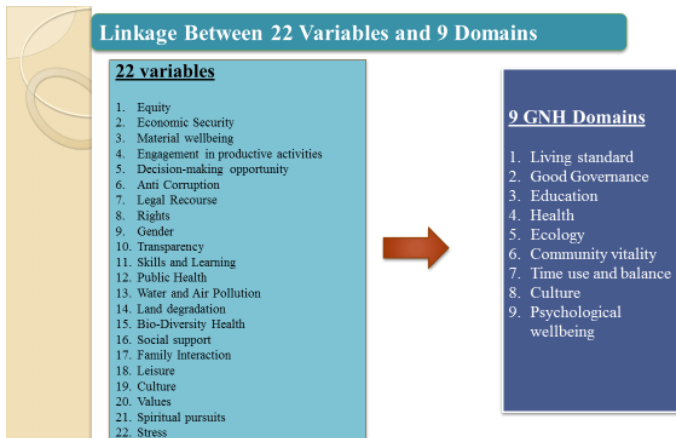 Linkage Between 22 Variables and 9 Domains
22 variables
1. Equity
2. Economic Security
3. Material wellbeing
4. Engagement in productive activities
5. Decision-making opportunity
6. Anti Corruption
7. Legal Recourse
8. Rights
9. Gender
10. Transparency
11. Skills and Learning
12. Public Health
13. Water and Air Pollution
14. Land degradation
15. Bio-Diversity Health
16. Social support
17. Family Interaction
18. Leisure
19. Culture
20. Values
21. Spiritual pursuits
22. Stress
9 GNH Domains
1. Living standard
2. Good Governance
3. Education
4. Health
5. Ecology
6. Community vitality
7. Time use and balance
8. Culture
9. Psychological
wellbeing